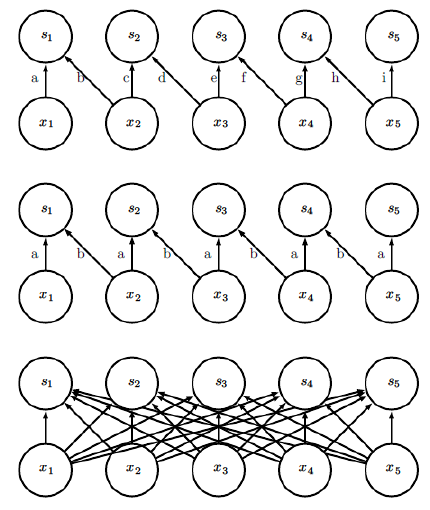 s1 s2 s3 s4 s5
a b c d e f g h i
x1 x2 x3 x4 x5
s1 s2 s3 s4 s5
a b a b a b a b a
x1 x2 x3 x4 x5
s1 s2 s3 s4 s5
x1 x2 x3 x4 x5